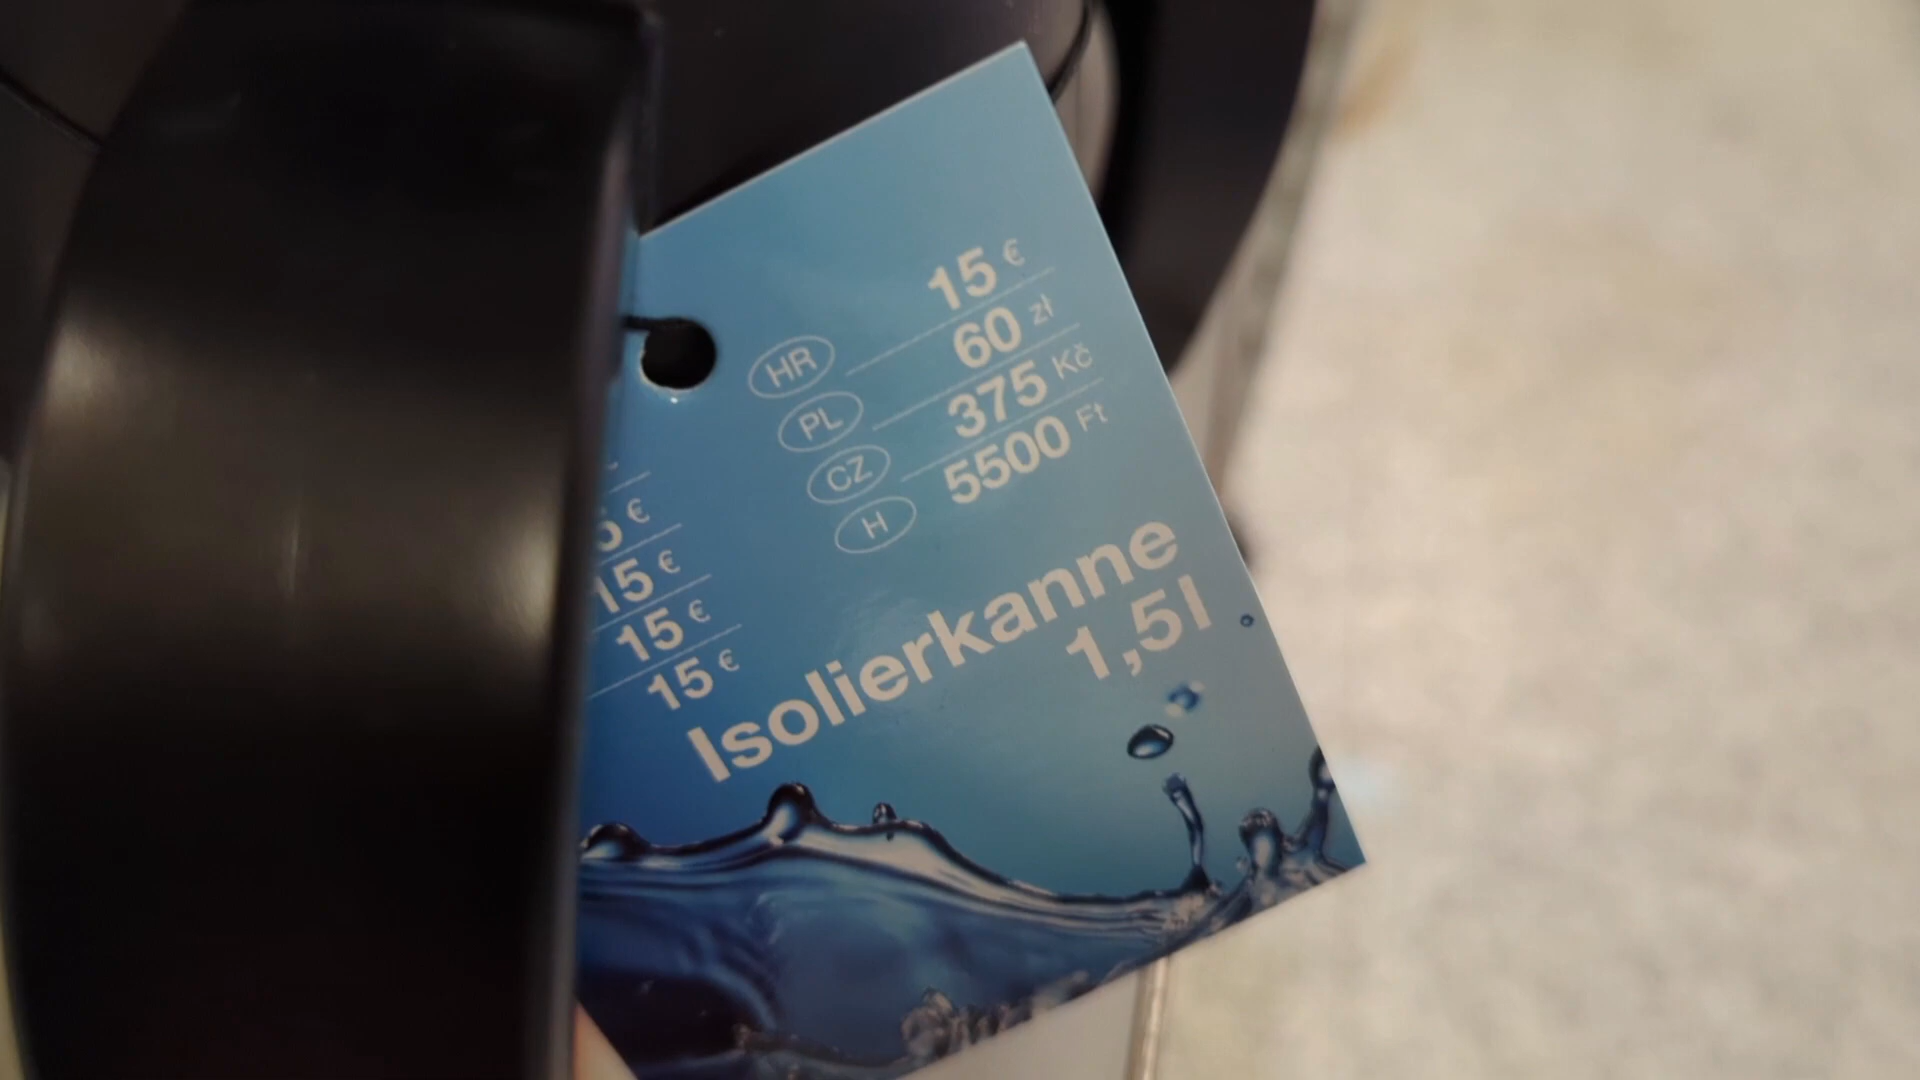 HR 15 €
PL 60 zł
CZ 375 Kč
H 5500 Ft
€
15 €
15 €
15 €
Isolierkanne
1,5l